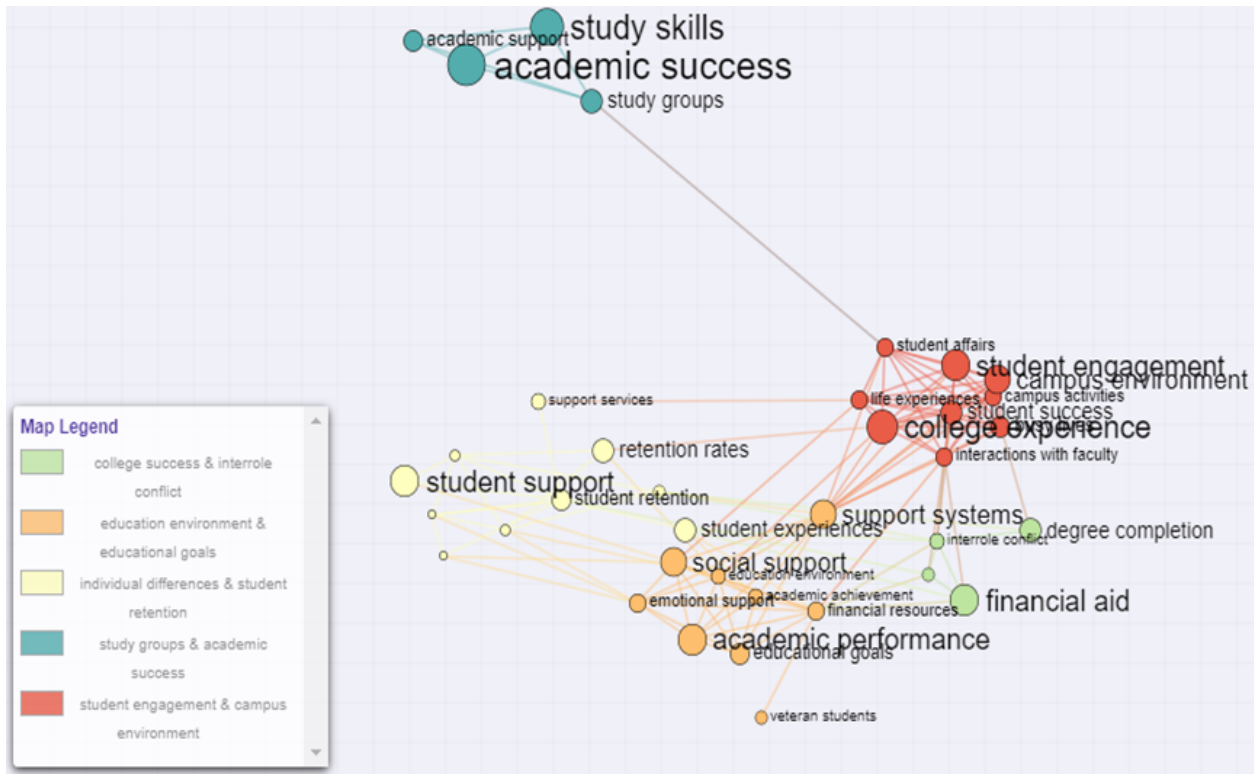 study skills
academic support
academic success
study groups
student affairs
student engagement
campus environment
life experiences
campus activities
student success
college experience
interactions with faculty
support services
retention rates
student support
student retention
student experiences
support systems
degree completion
interrole conflict
social support
education environment
academic achievement
emotional support
financial resources
financial aid
academic performance
educational goals
veteran students
Map Legend
college success & interrole
conflict
education environment &
educational goals
individual differences & student
retention
study groups & academic
success
student engagement & campus
environment